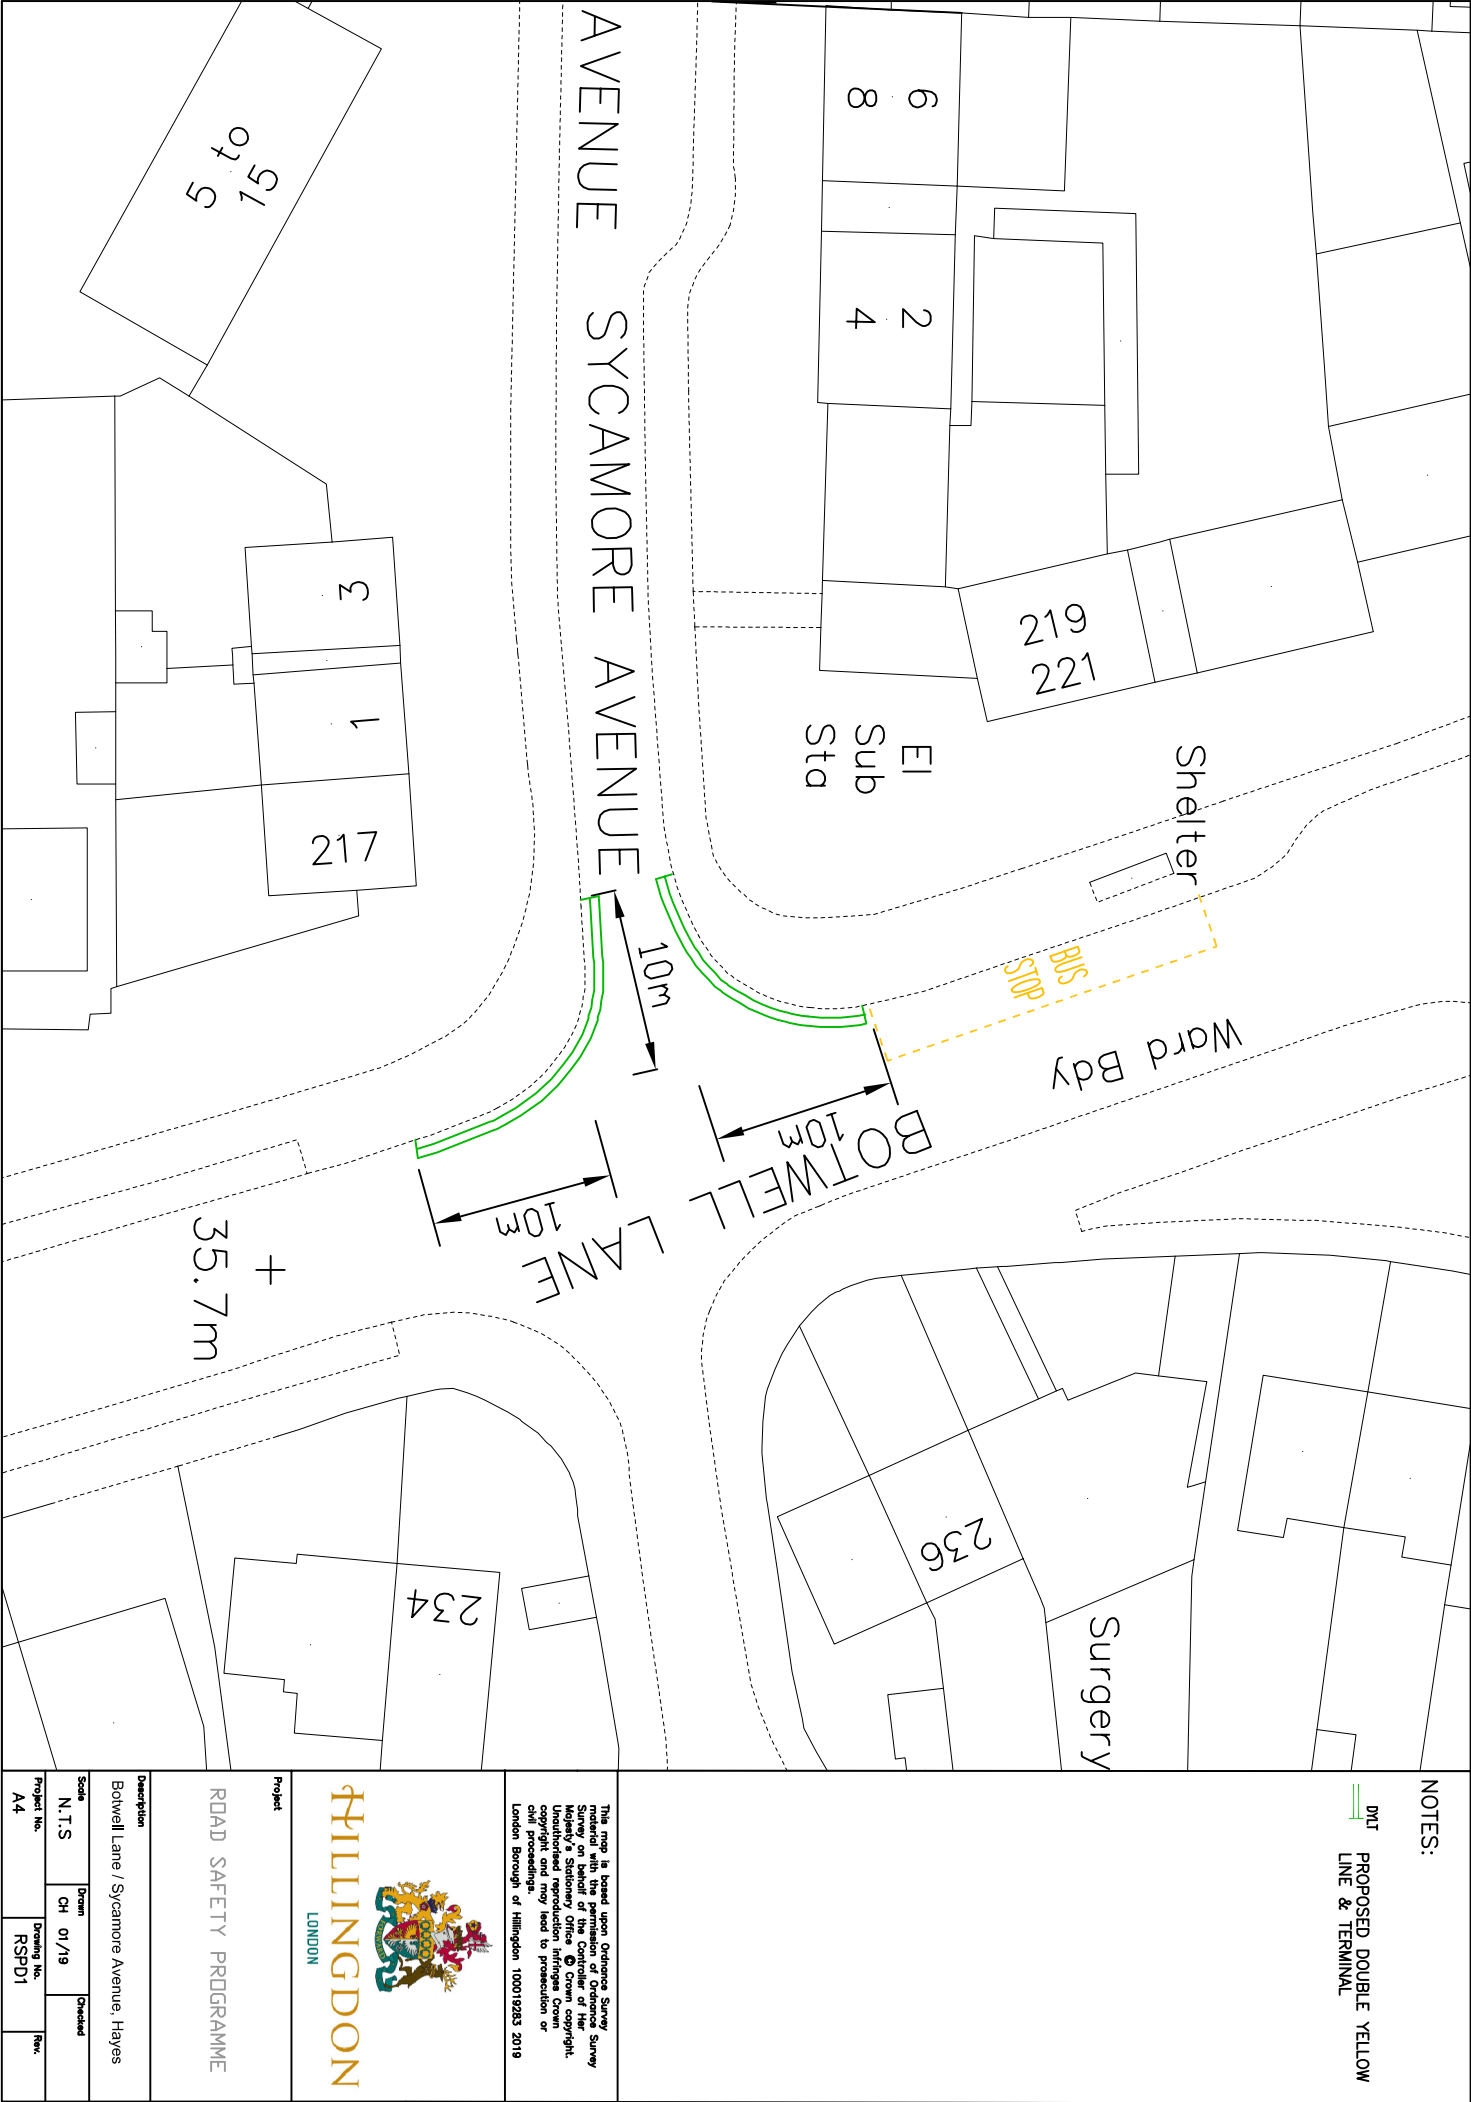 AVENUE
SYCAMORE AVENUE
5 to
15
6
8
2
4
3
1
217
219
221
El
Sub
Sta
Shelter
BUS
STOP
Ward Bdy
10m
10m
10m
BOTWELL LANE
35.7m
+
234
236
Surgery
NOTES:
DYLT
PROPOSED DOUBLE YELLOW
LINE & TERMINAL
This map is based upon Ordnance Survey
material with the permission of Ordnance Survey
Survey on behalf of the Controller of Her
Majesty's Stationery Office © Crown copyright.
Unauthorised reproduction infringes Crown
copyright and may lead to prosecution or
civil proceedings.
London Borough of Hillingdon 100019283 2019
HILLINGDON
LONDON
Project
ROAD SAFETY PROGRAMME
Description
Botwell Lane / Sycamore Avenue, Hayes
Scale
N.T.S
Drawn
CH 01/19
Checked
Project No.
A4
Drawing No.
RSPD1
Rev.